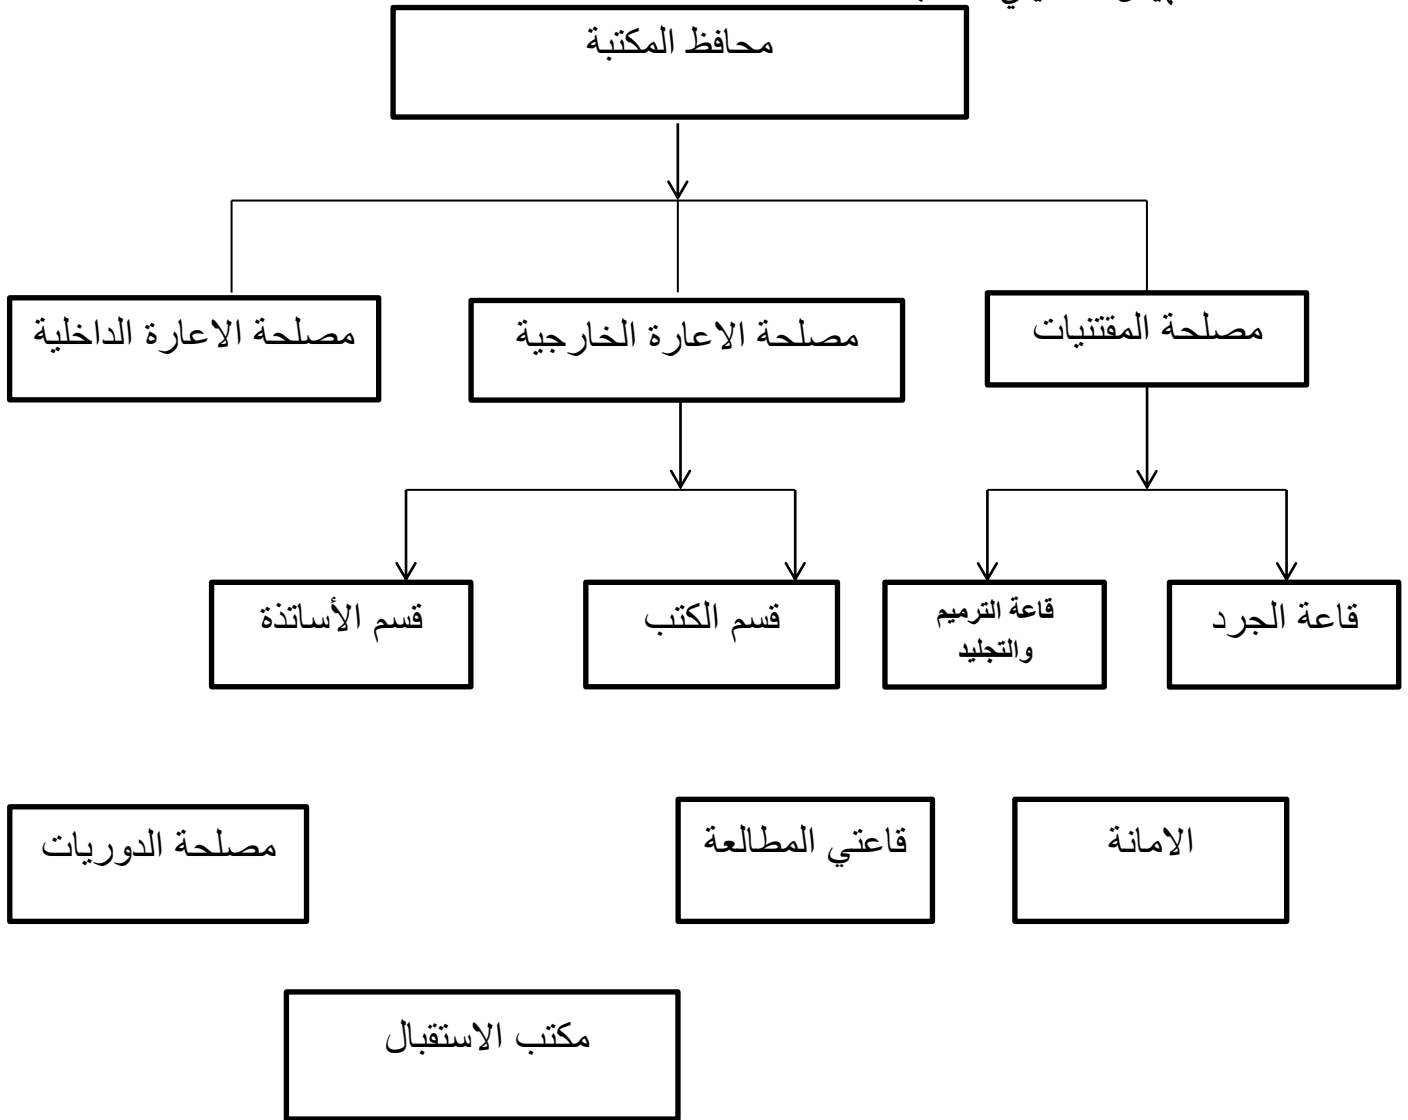 محافظ المكتبة
مصلحة المقتنيات
مصلحة الاعارة الخارجية
مصلحة الاعارة الداخلية
قاعة الجرد
قاعة الترميم
والتجليد
قسم الكتب
قسم الأساتذة
الامانة
قاعتي المطالعة
مصلحة الدوريات
مكتب الاستقبال